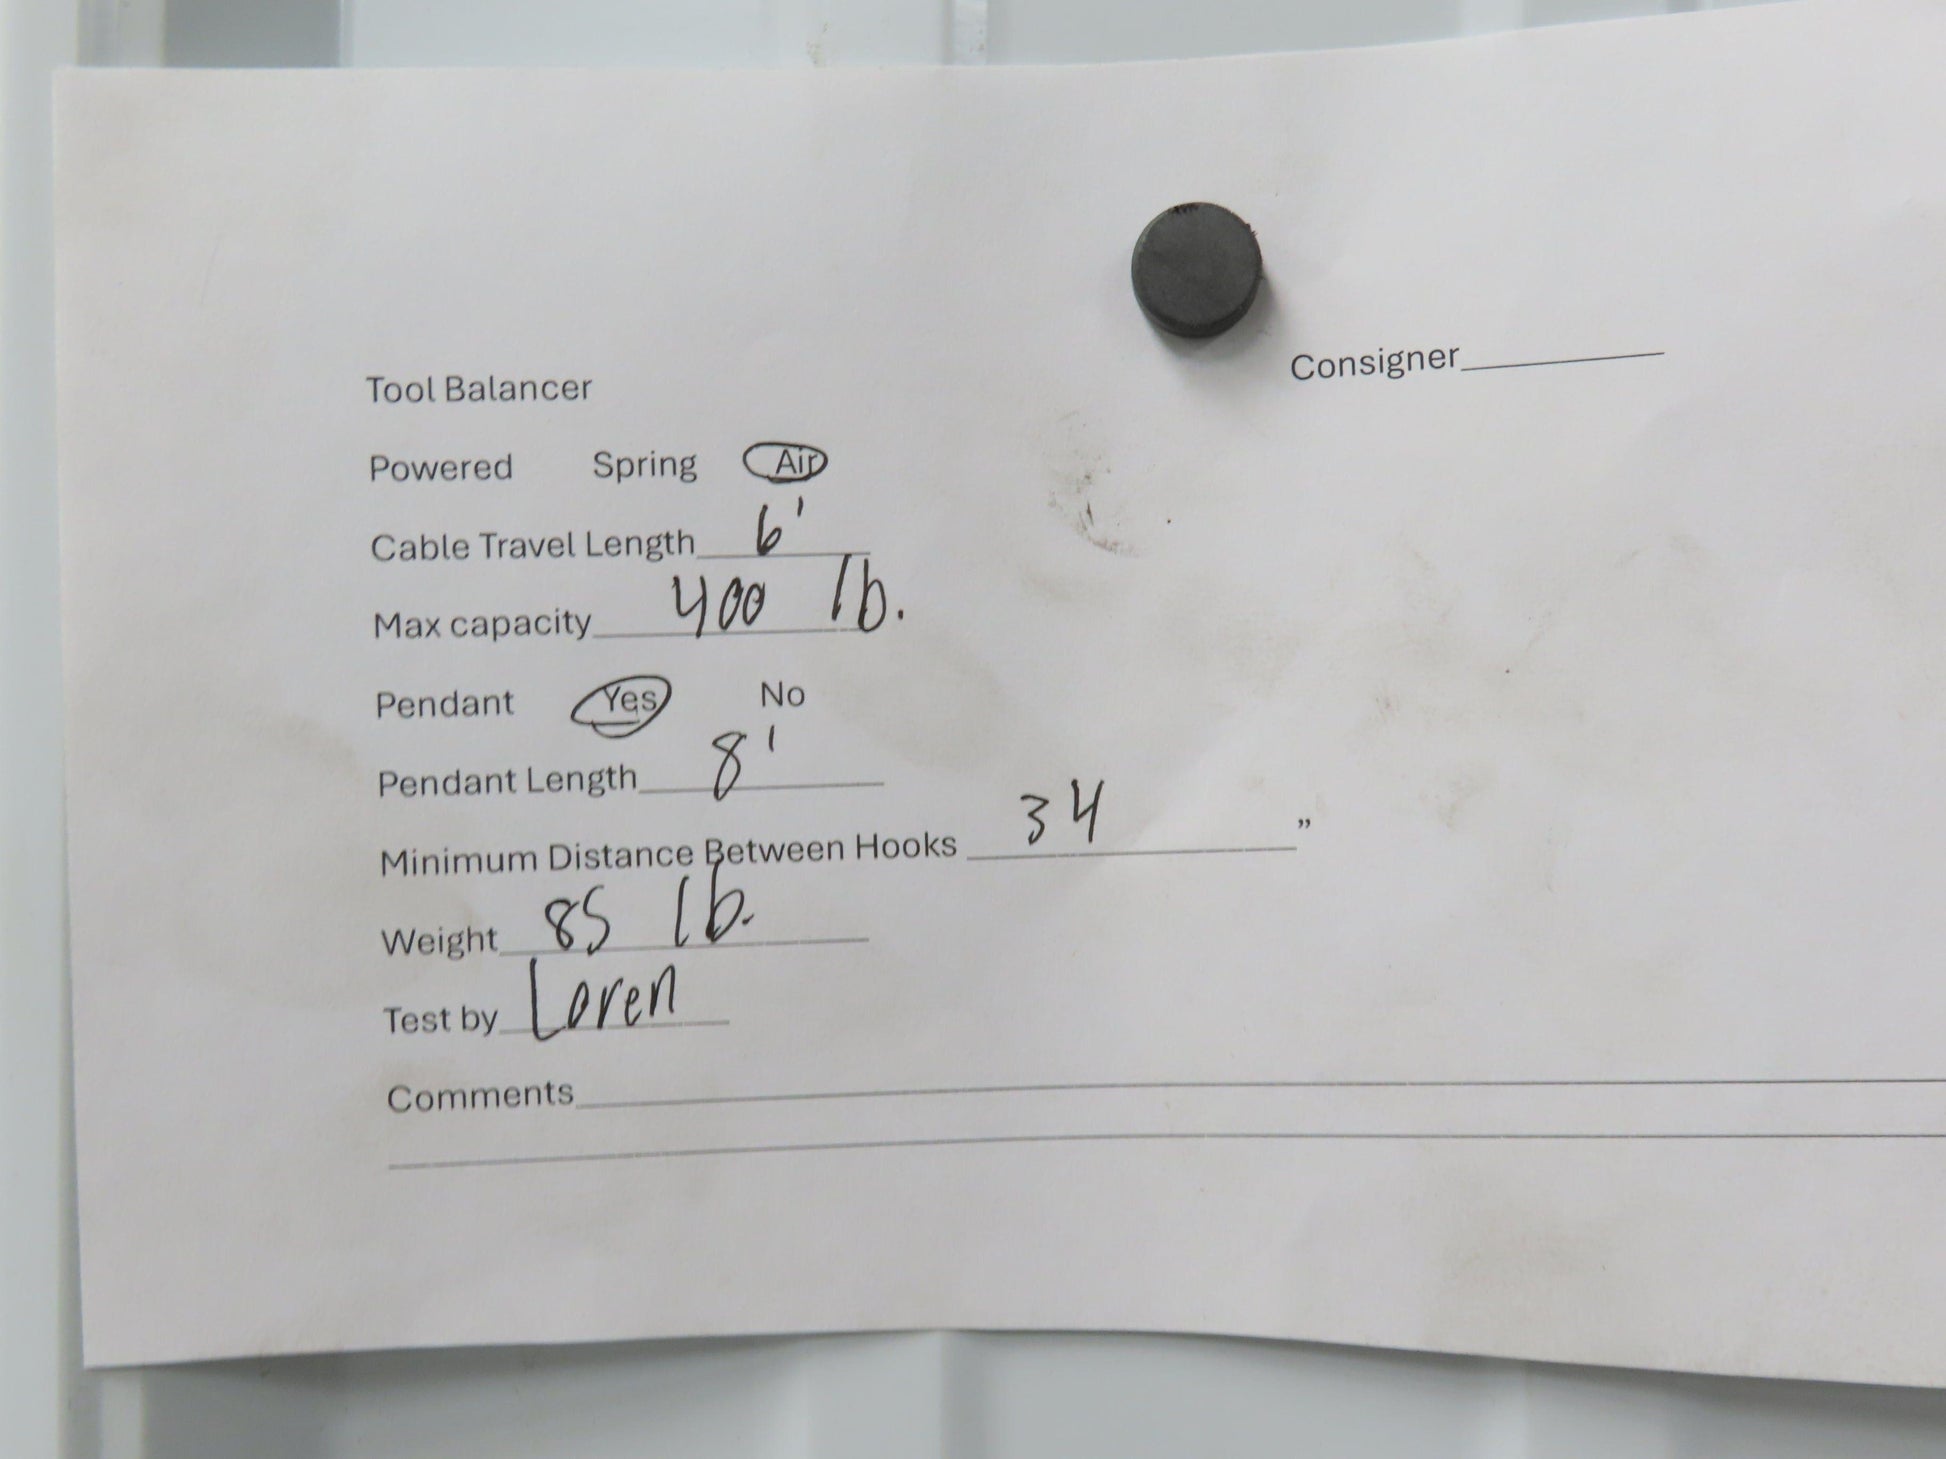 Consigner
Tool Balancer
Powered Spring Air
Cable Travel Length 6'
Max capacity 400 lb.
Pendant Yes No
Pendant Length 8'
Minimum Distance Between Hooks 34 ”
Weight 85 lb.
Test by Loren
Comments